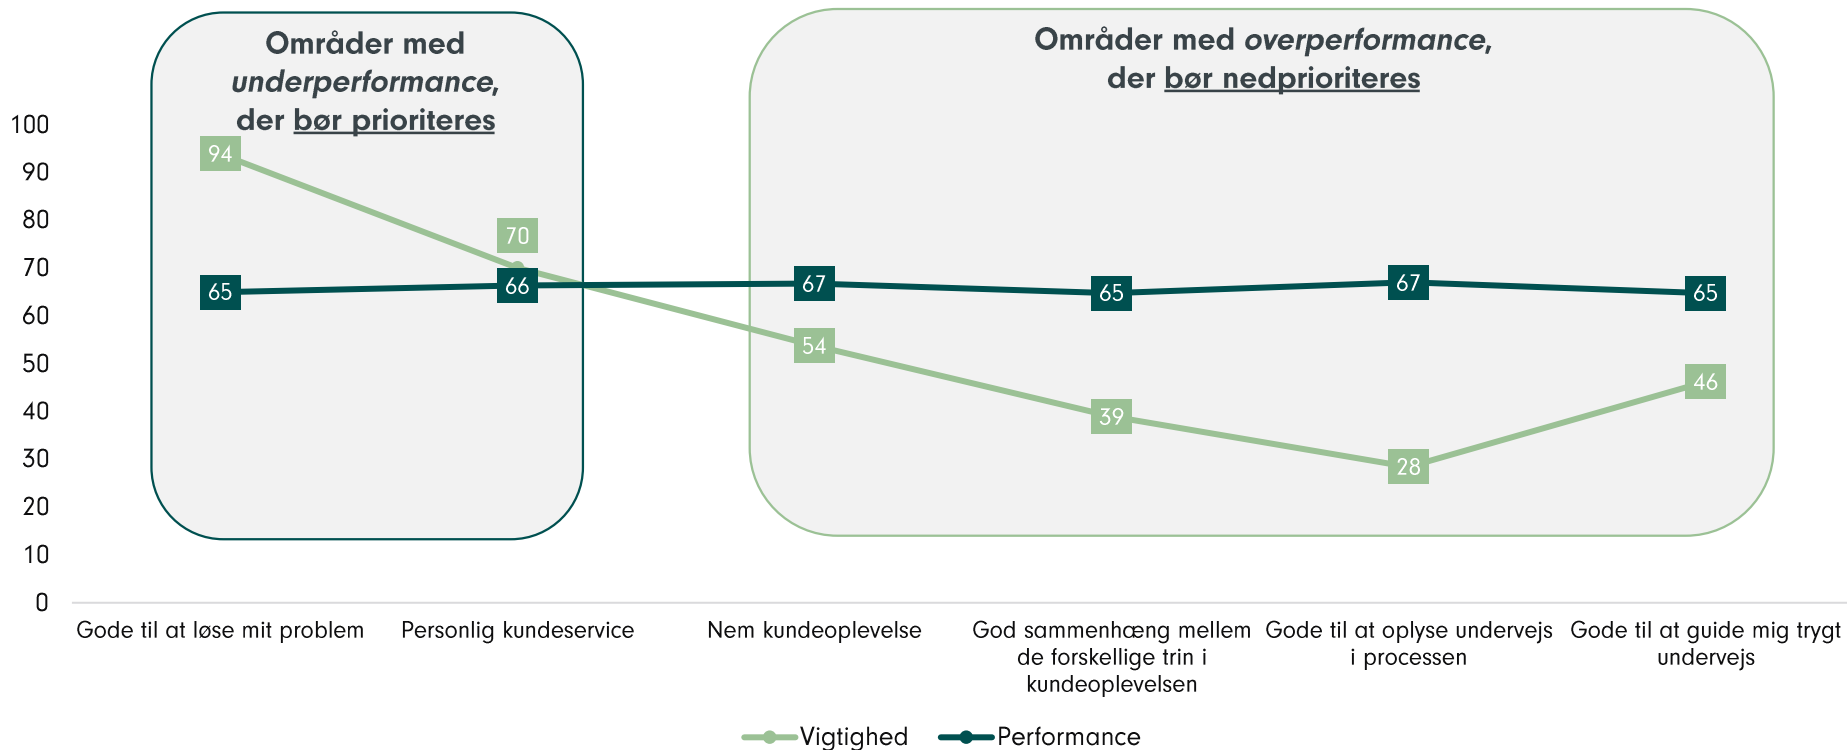 Områder med
underperformance,
der bør prioriteres
Områder med overperformance,
der bør nedprioriteres
100
90
80
70
60
50
40
30
20
10
0
94
70
54
39
28
46
65
66
67
65
67
65
Gode til at løse mit problem
Personlig kundeservice
Nem kundeoplevelse
God sammenhæng mellem
de forskellige trin i
kundeoplevelsen
Gode til at oplyse undervejs
i processen
Gode til at guide mig trygt
undervejs
Vigtighed
Performance